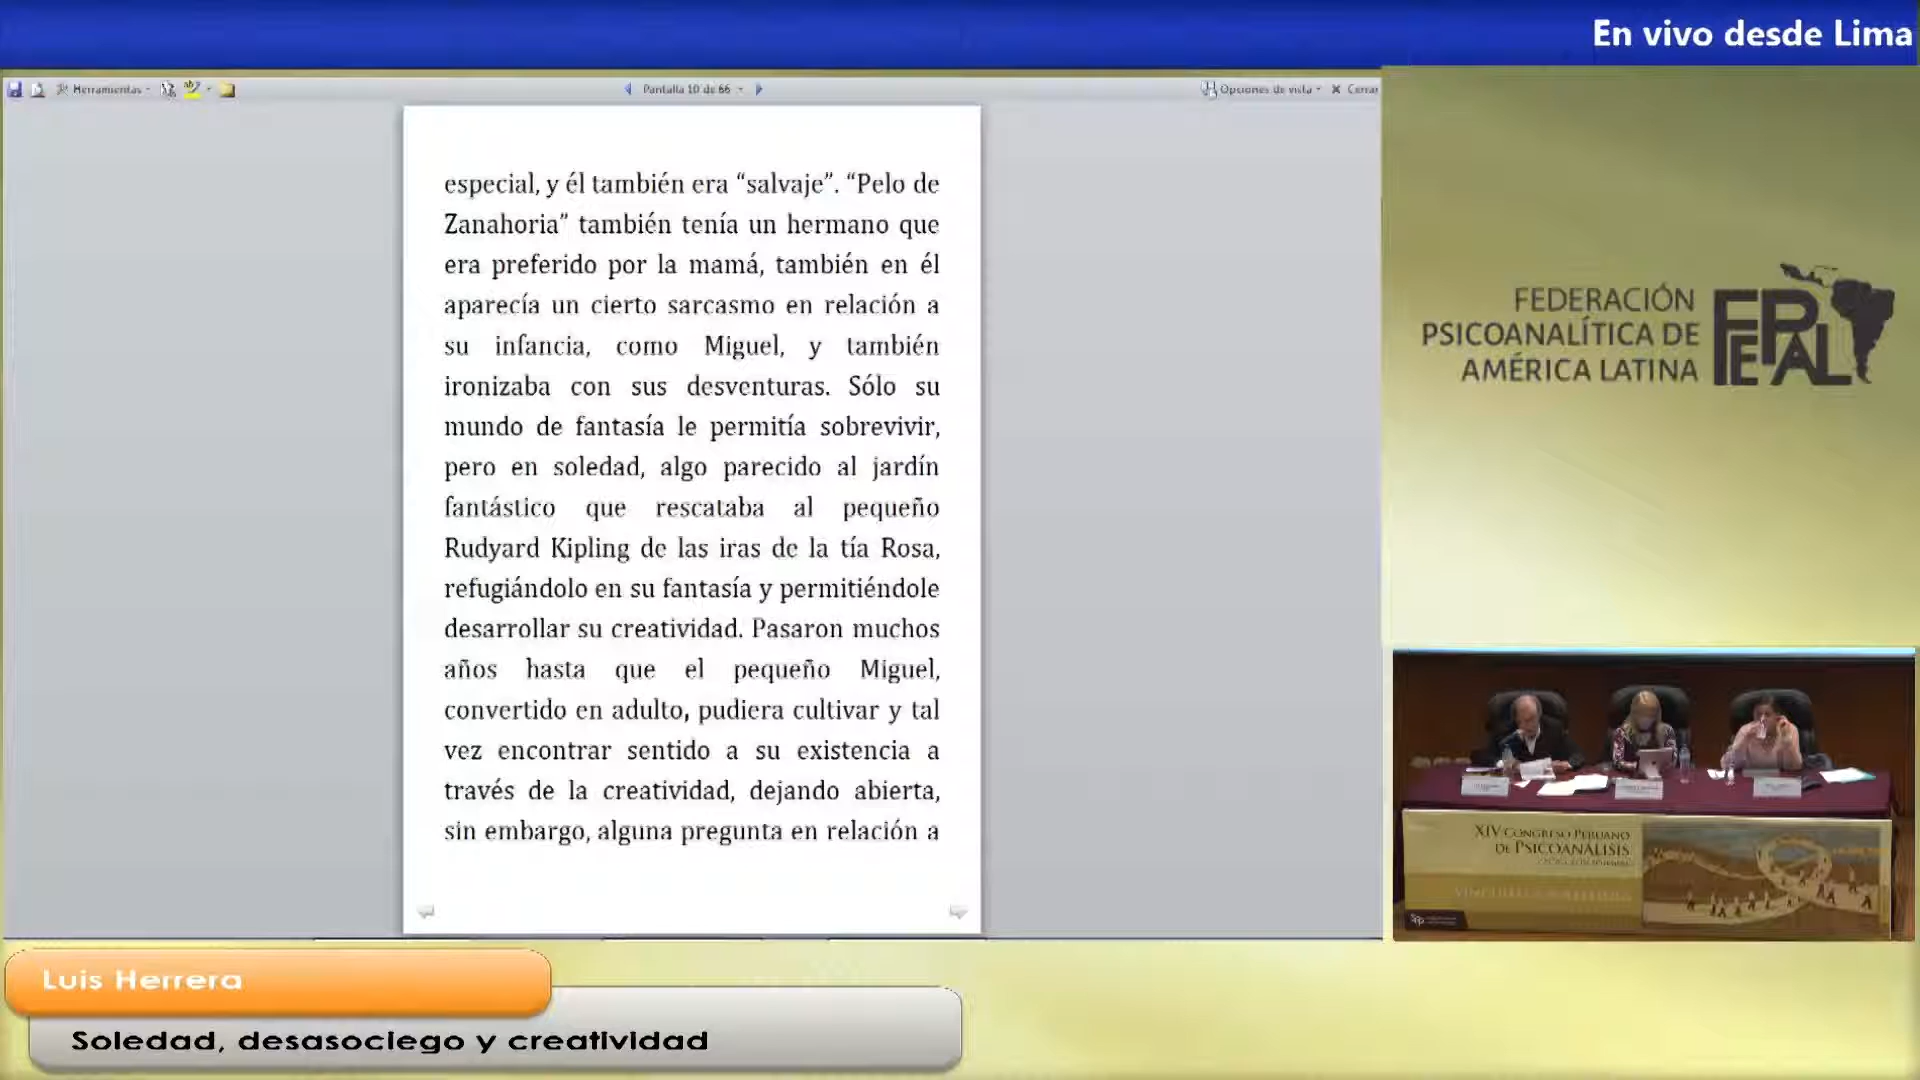 En vivo desde Lima
Herramientas
Pantalla 10 de 66
Opciones de vista
Cerrar
especial, y él también era “salvaje”. “Pelo de
Zanahoria” también tenía un hermano que
era preferido por la mamá, también en él
aparecía un cierto sarcasmo en relación a
su infancia, como Miguel, y también
ironizaba con sus desventuras. Sólo su
mundo de fantasía le permitía sobrevivir,
pero en soledad, algo parecido al jardín
fantástico que rescataba al pequeño
Rudyard Kipling de las iras de la tía Rosa,
refugiándolo en su fantasía y permitiéndole
desarrollar su creatividad. Pasaron muchos
años hasta que el pequeño Miguel,
convertido en adulto, pudiera cultivar y tal
vez encontrar sentido a su existencia a
través de la creatividad, dejando abierta,
sin embargo, alguna pregunta en relación a
FEDERACIÓN
PSICOANALÍTICA DE
AMÉRICA LATINA
FEPAL
XIV CONGRESO PERUANO
DE PSICOANÁLISIS
Luis Herrera
Soledad, desasociego y creatividad